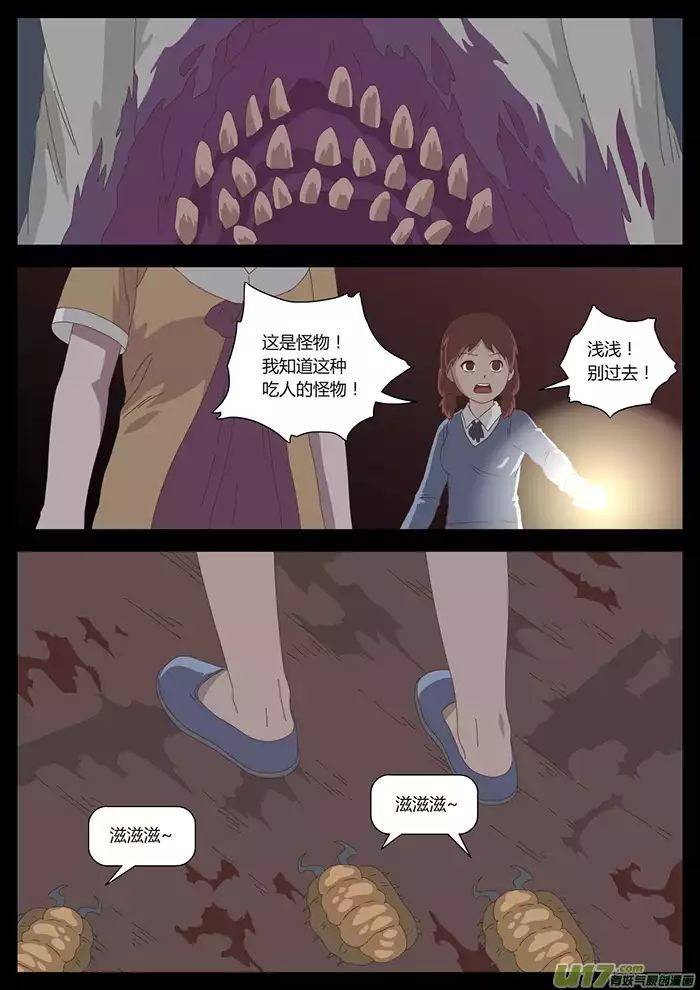 这是怪物！
我知道这种
吃人的怪物！
浅浅！
别过去！
滋滋滋~
滋滋滋~
U17.com
有妖气原创漫画